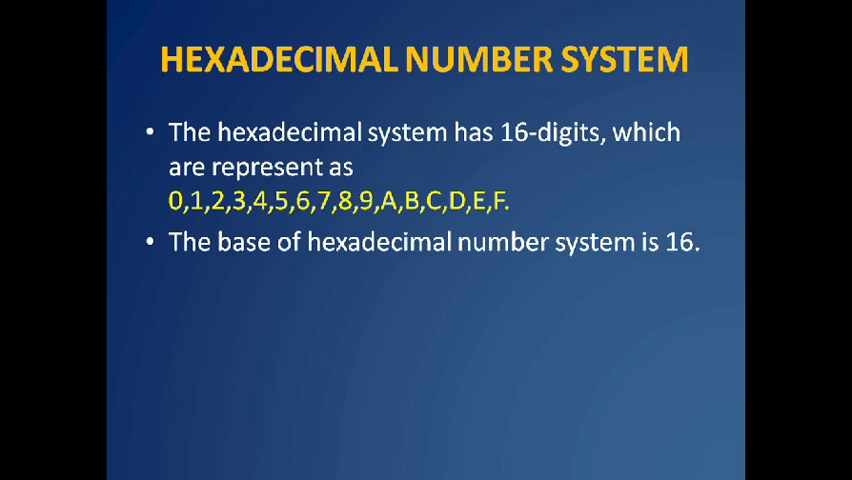 HEXADECIMAL NUMBER SYSTEM
• The hexadecimal system has 16-digits, which
are represent as
0,1,2,3,4,5,6,7,8,9,A,B,C,D,E,F.
• The base of hexadecimal number system is 16.